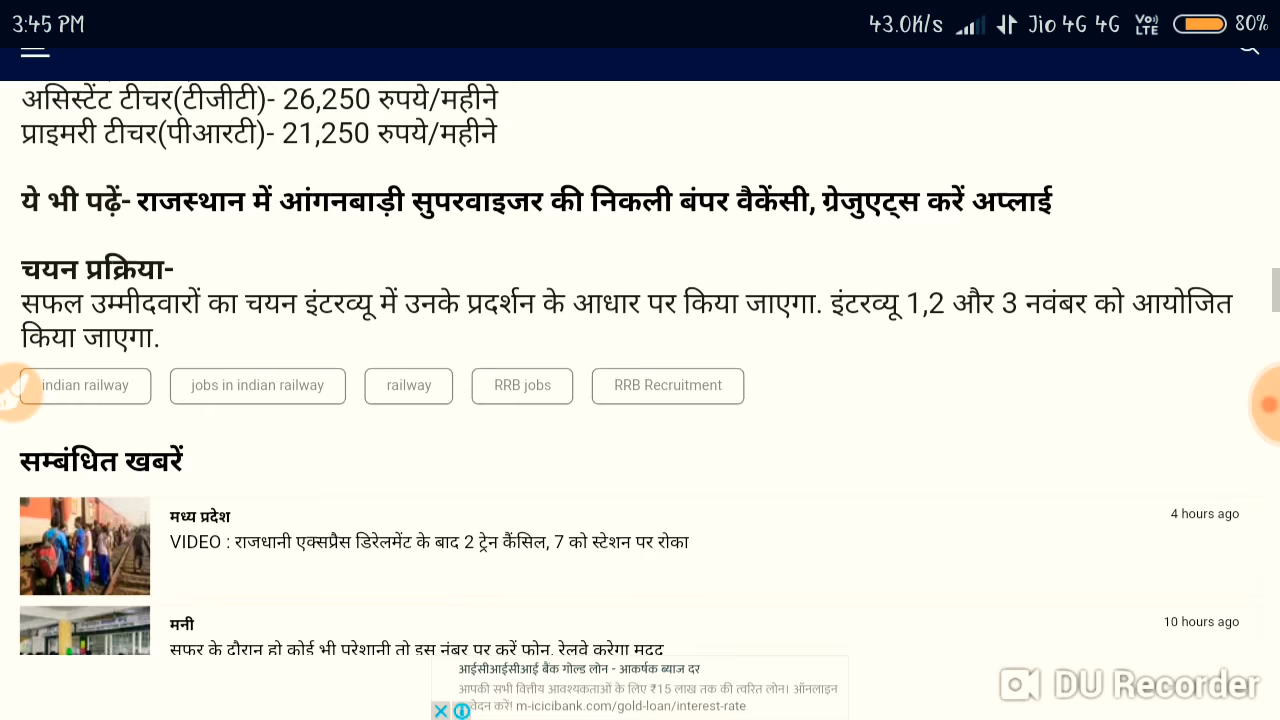 3:45 PM
43.0K/s Jio 4G 4G Vo)) LTE 80%
असिस्टेंट टीचर(टीजीटी)- 26,250 रुपये/महीने
प्राइमरी टीचर(पीआरटी)- 21,250 रुपये/महीने
ये भी पढ़ें- राजस्थान में आंगनबाड़ी सुपरवाइजर की निकली बंपर वैकेंसी, ग्रेजुएट्स करें अप्लाई
चयन प्रक्रिया-
सफल उम्मीदवारों का चयन इंटरव्यू में उनके प्रदर्शन के आधार पर किया जाएगा. इंटरव्यू 1,2 और 3 नवंबर को आयोजित
किया जाएगा.
indian railway jobs in indian railway railway RRB jobs RRB Recruitment
सम्बंधित खबरें
मध्य प्रदेश 4 hours ago
VIDEO : राजधानी एक्सप्रैस डिरेलमेंट के बाद 2 ट्रेन कैंसिल, 7 को स्टेशन पर रोका
मनी 10 hours ago
सफर के दौरान हो कोई भी परेशानी तो इस नंबर पर करें फोन, रेलवे करेगा मदद
आईसीआईसीआई बैंक गोल्ड लोन - आकर्षक ब्याज दर
आपकी सभी वित्तीय आवश्यकताओं के लिए ₹15 लाख तक की त्वरित लोन। ऑनलाइन
करें! m-icicibank.com/gold-loan/interest-rate
DU Recorder